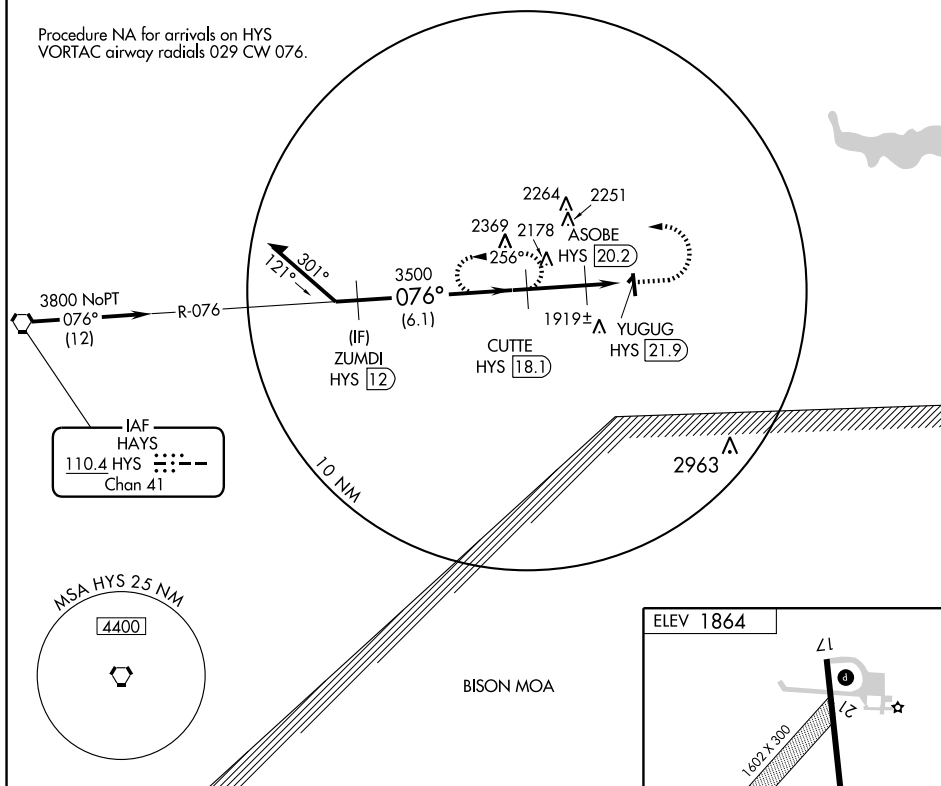 Procedure NA for arrivals on HYS
VORTAC airway radials 029 CW 076.
2264
2251
2369
2178
ASOBE
HYS 20.2
256°
301°
121°
3500
076°
(6.1)
3800 NoPT
076°
(12)
R-076
(IF)
ZUMDI
HYS 12
CUTTE
HYS 18.1
1919±
YUGUG
HYS 21.9
IAF
HAYS
110.4 HYS
Chan 41
10 NM
2963
MSA HYS 25 NM
4400
BISON MOA
ELEV 1864
17
P
21
1602 X 300